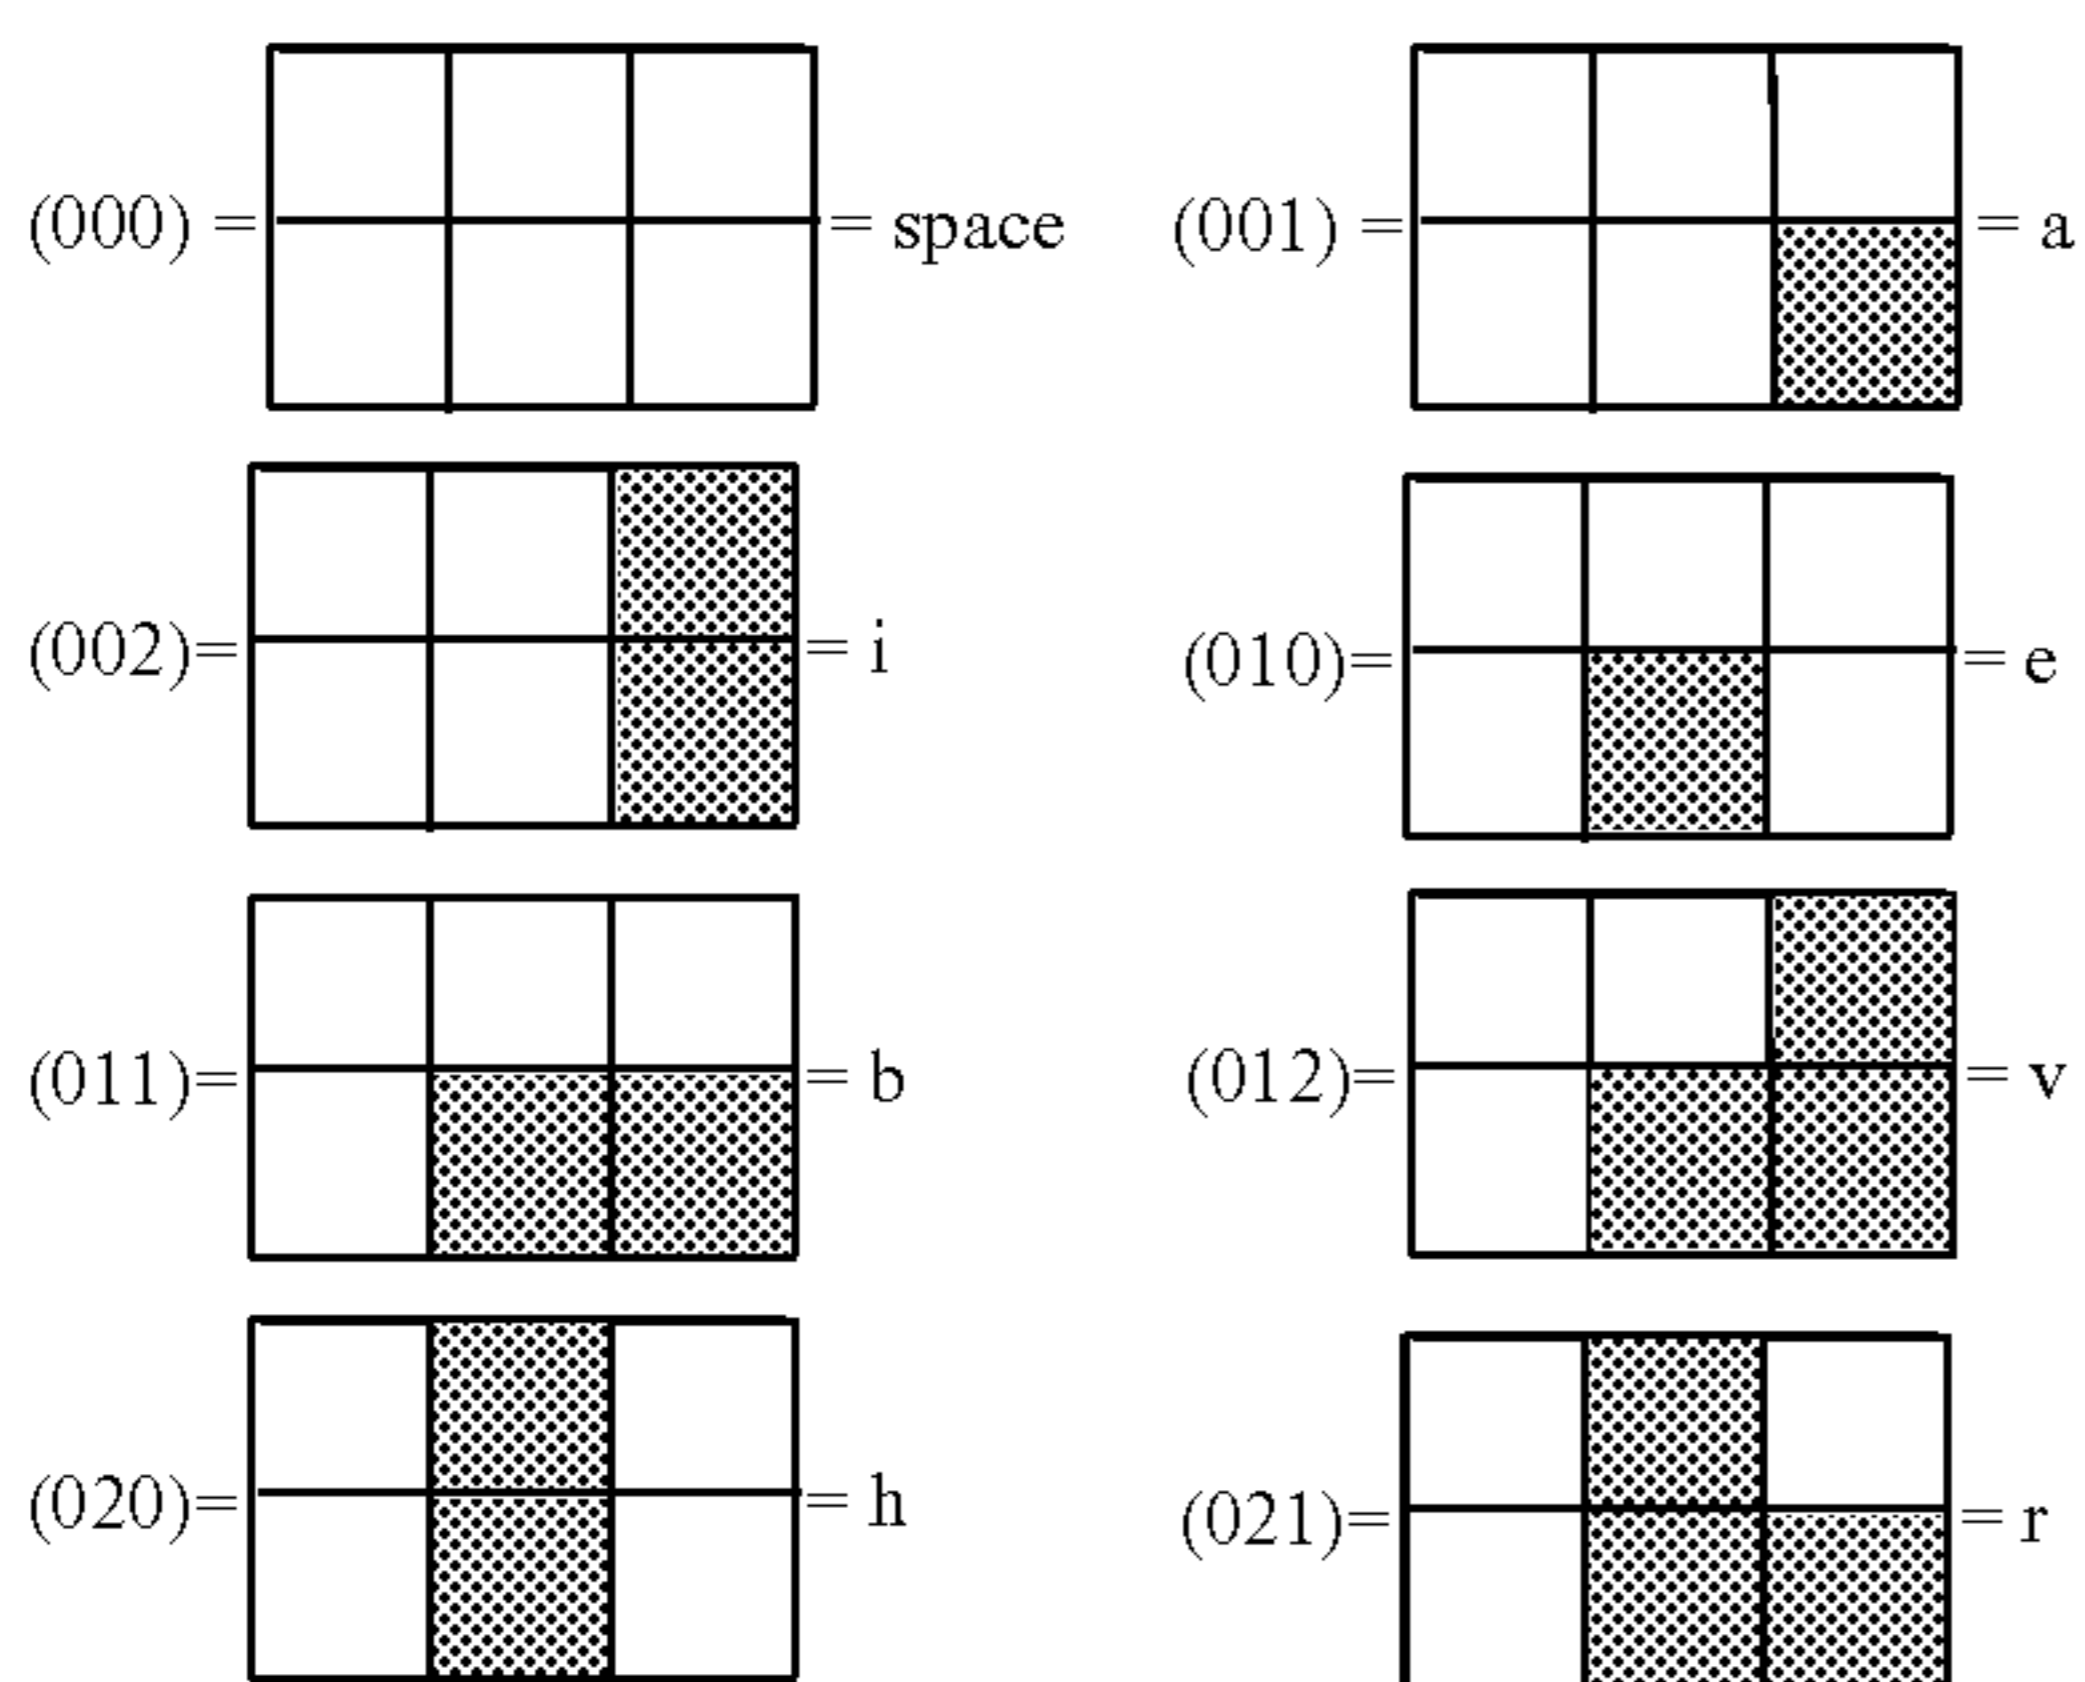 (000) = = space (001) = = a
(002)= = i (010)= = e
(011)= = b (012)= = v
(020)= = h (021)= = r